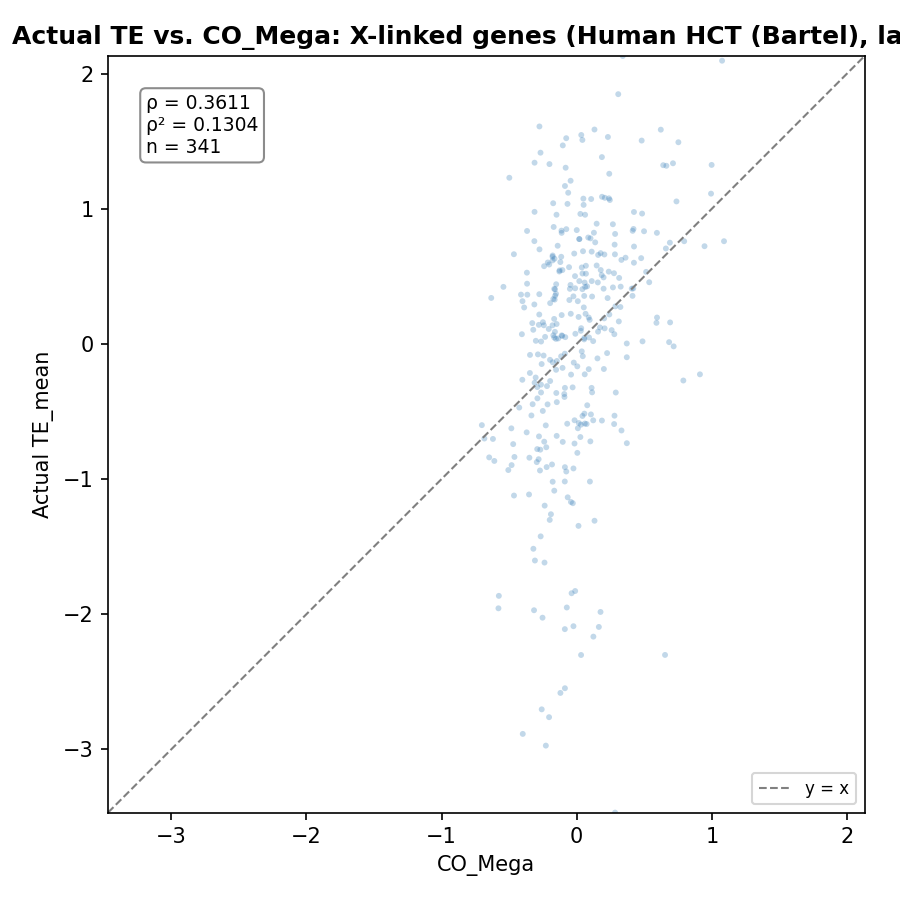 Actual TE vs. CO_Mega: X-linked genes (Human HCT (Bartel), la
ρ = 0.3611
ρ² = 0.1304
n = 341
2
1
0
−1
−2
−3
Actual TE_mean
y = x
−3
−2
−1
0
1
2
CO_Mega